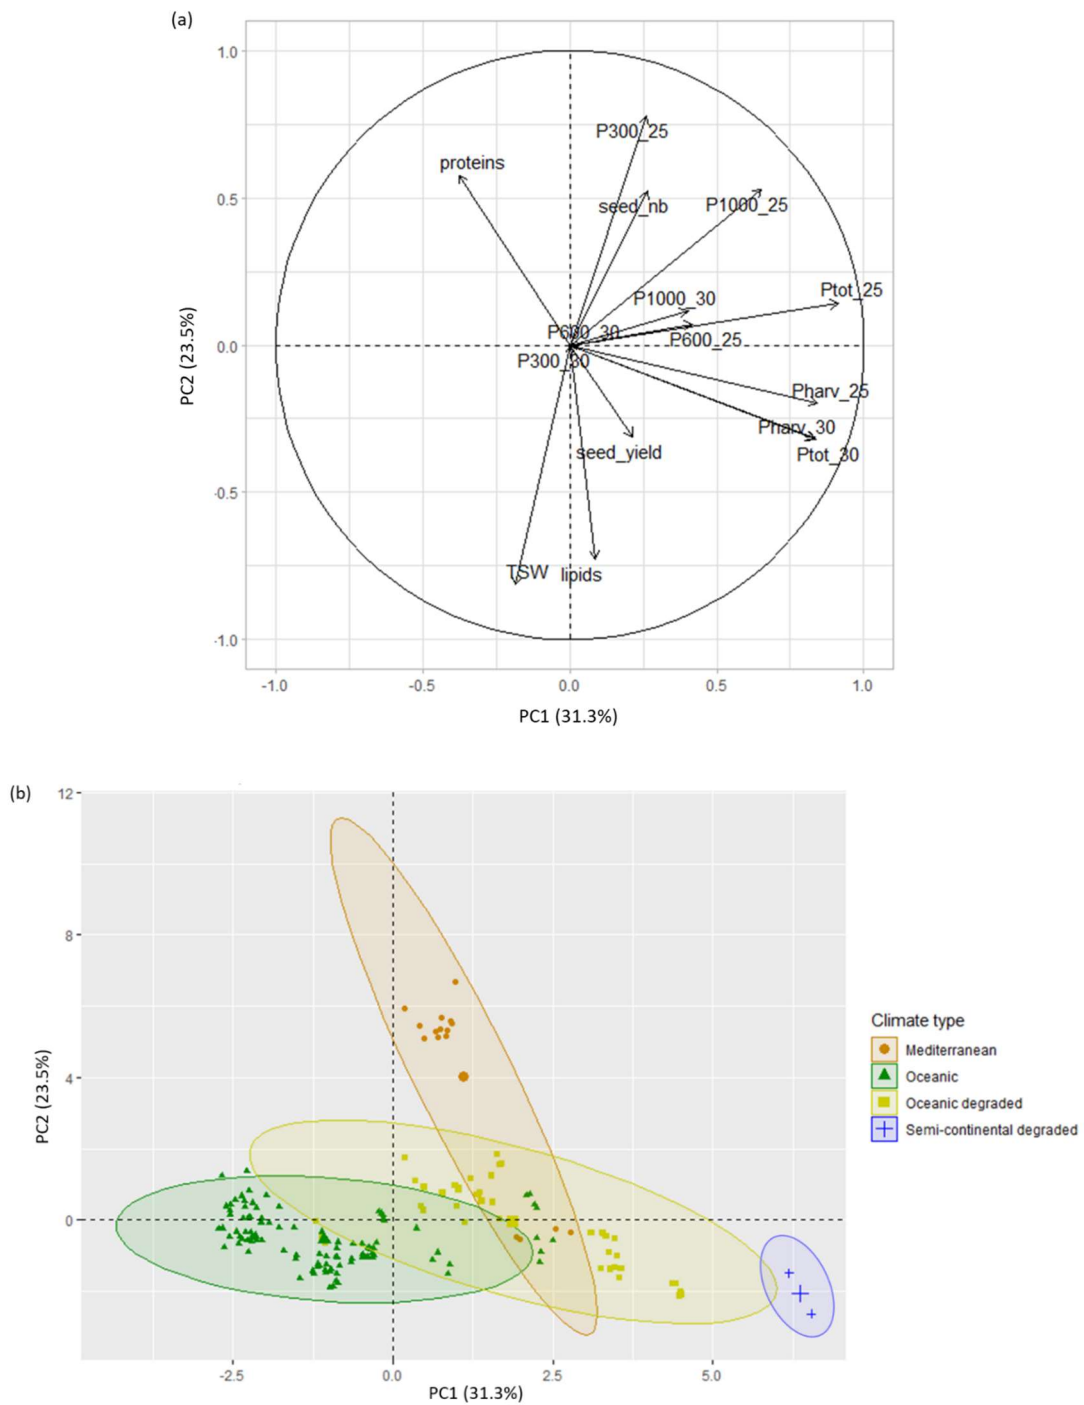 (a)
1.0
0.5
0.0
-0.5
-1.0
PC2 (23.5%)
P300_25
proteins
seed_nb
P1000_25
Ptot_25
P1000_30
P600_30
P600_25
P300_30
Pharv_25
Pharv_30
seed_yield
Ptot_30
TSW
lipids
-1.0
-0.5
0.0
0.5
1.0
PC1 (31.3%)
(b)
12
8
4
0
PC2 (23.5%)
-2.5
0.0
2.5
5.0
PC1 (31.3%)
Climate type
Mediterranean
Oceanic
Oceanic degraded
Semi-continental degraded